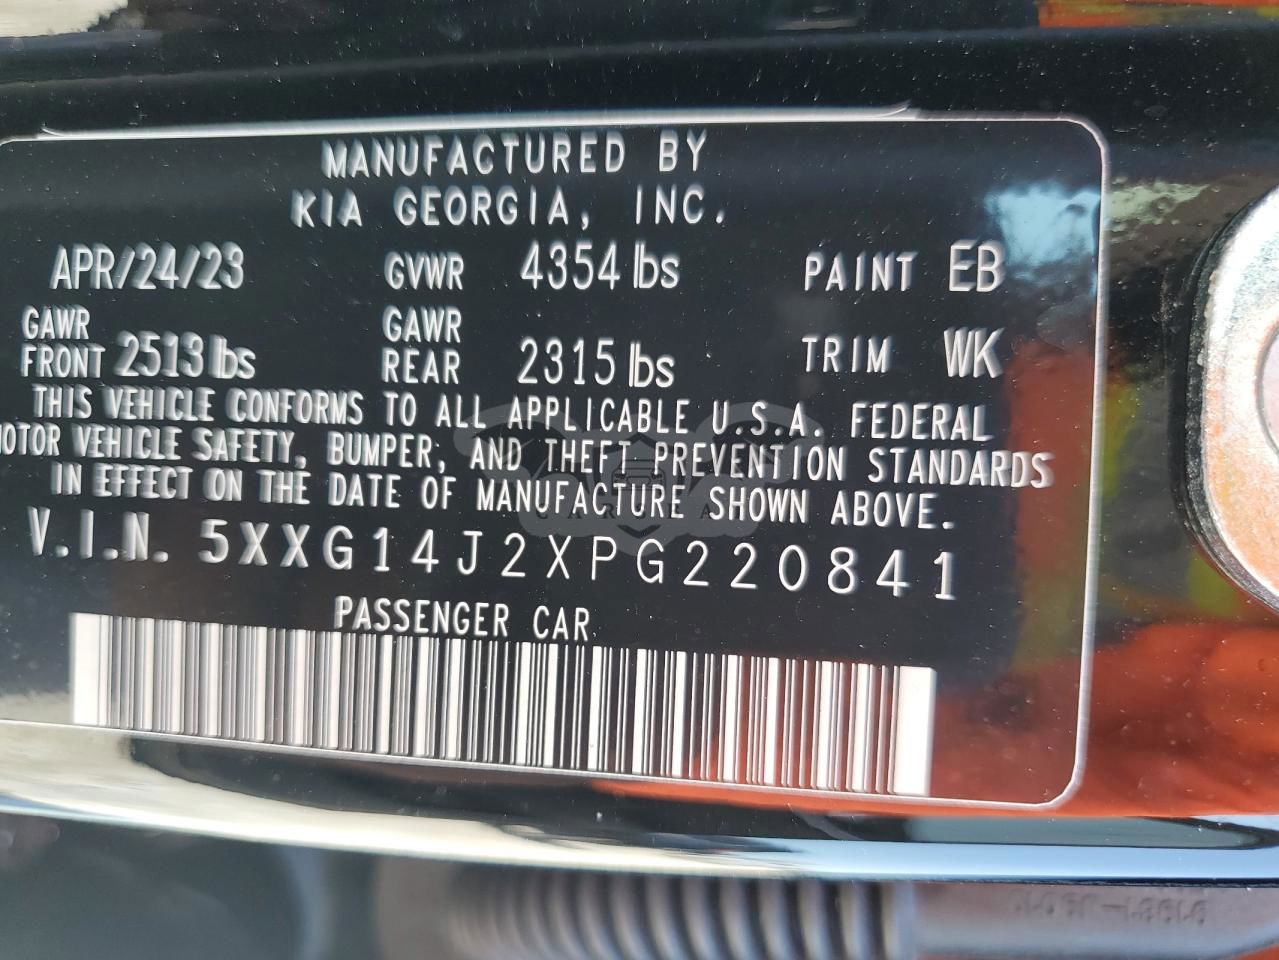 MANUFACTURED BY
KIA GEORGIA, INC.
APR/24/23 GVWR 4354 lbs PAINT EB
GAWR FRONT 2513 lbs GAWR REAR 2315 lbs TRIM WK
THIS VEHICLE CONFORMS TO ALL APPLICABLE U.S.A. FEDERAL
MOTOR VEHICLE SAFETY, BUMPER, AND THEFT PREVENTION STANDARDS
IN EFFECT ON THE DATE OF MANUFACTURE SHOWN ABOVE.
V.I.N. 5XXG14J2XPG220841
PASSENGER CAR